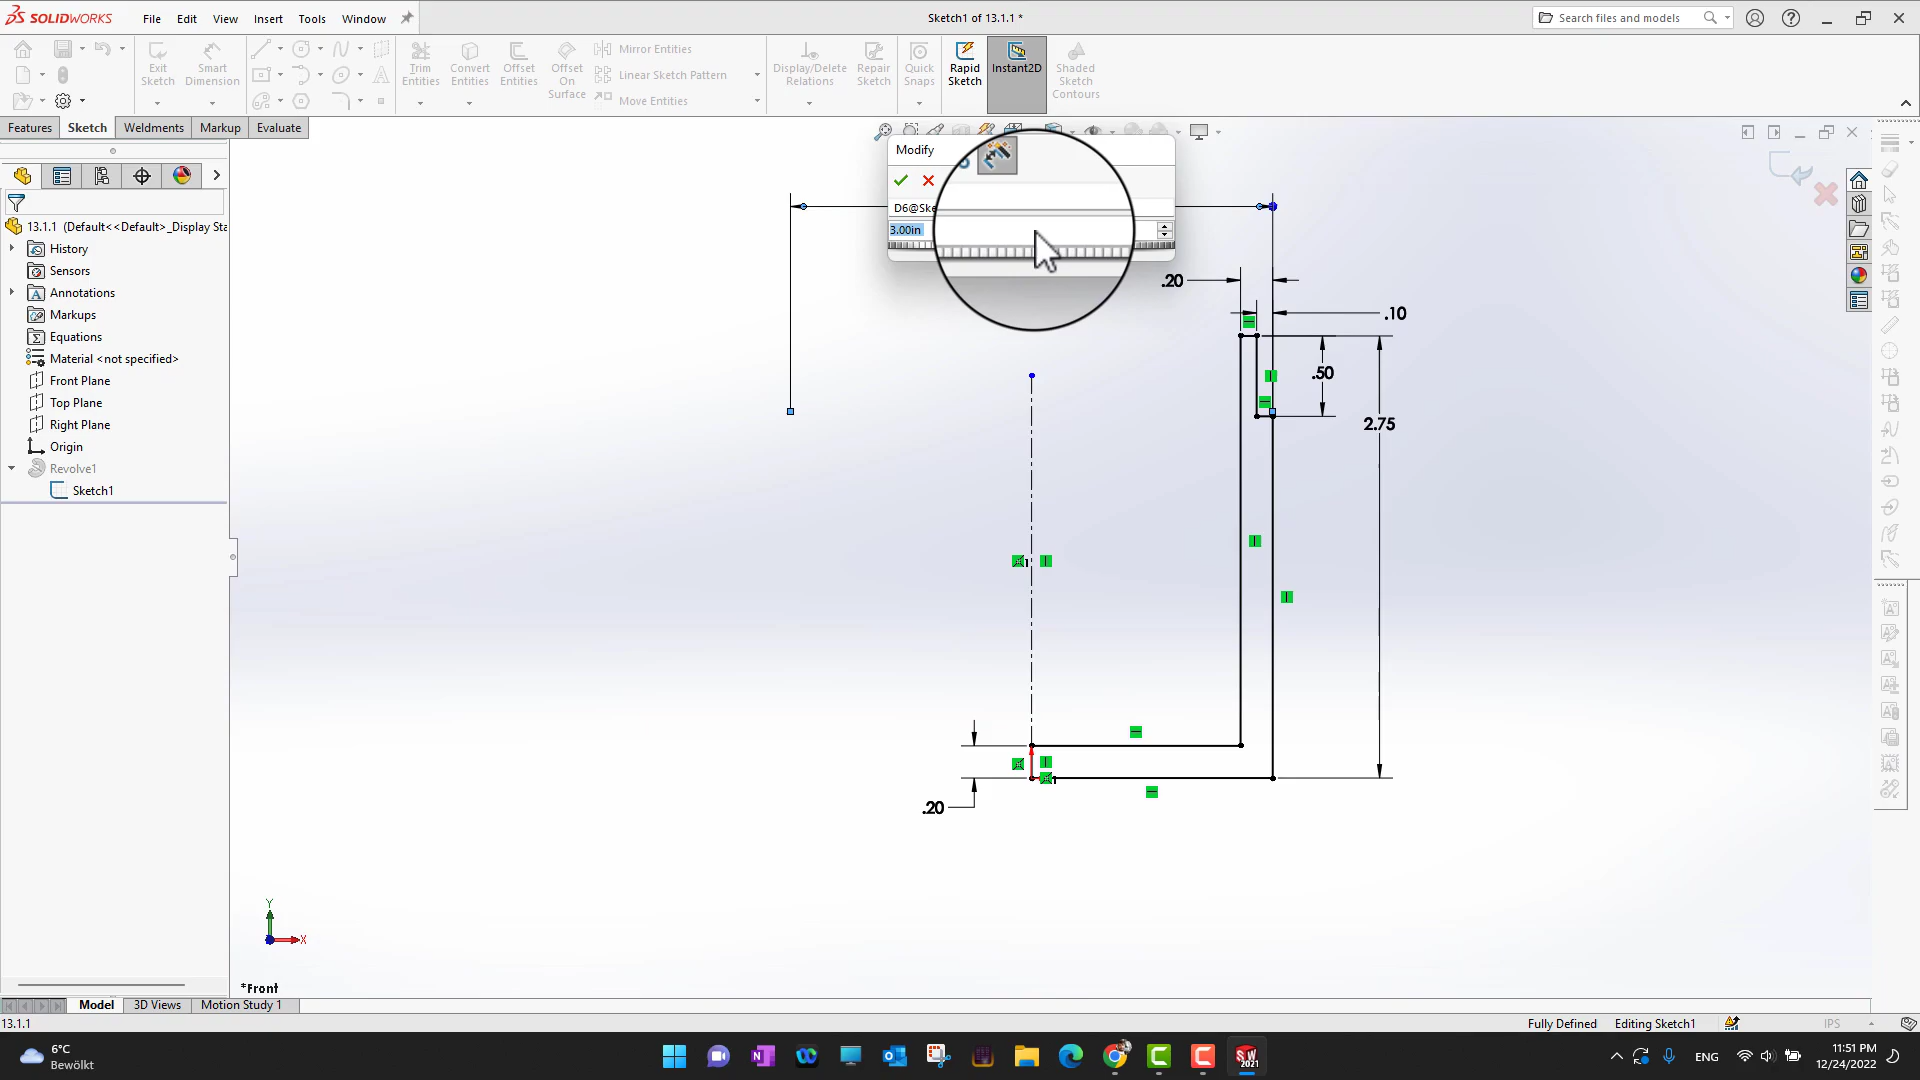 SOLIDWORKS File Edit View Insert Tools Window
Sketch1 of 13.1.1 *
Search files and models
Exit Sketch
Smart Dimension
Trim Entities
Convert Entities
Offset Entities
Offset On Surface
Mirror Entities
Linear Sketch Pattern
Move Entities
Display/Delete Relations
Repair Sketch
Quick Snaps
Rapid Sketch
Instant2D
Shaded Sketch Contours
Features Sketch Weldments Markup Evaluate
13.1.1 (Default<<Default>_Display Sta
History
Sensors
Annotations
Markups
Equations
Material <not specified>
Front Plane
Top Plane
Right Plane
Origin
Revolve1
Sketch1
Modify
D6@Ske
3.00in
.20
.10
.50
2.75
1
1
.20
Y
X
*Front
Model 3D Views Motion Study 1
13.1.1
Fully Defined Editing Sketch1 IPS
6°C
Bewölkt
SW
2021
ENG
11:51 PM
12/24/2022